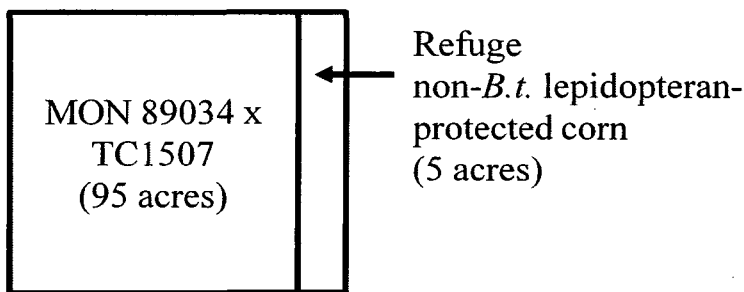 MON 89034 x
TC1507
(95 acres)
Refuge
non-B.t. lepidopteran-
protected corn
(5 acres)